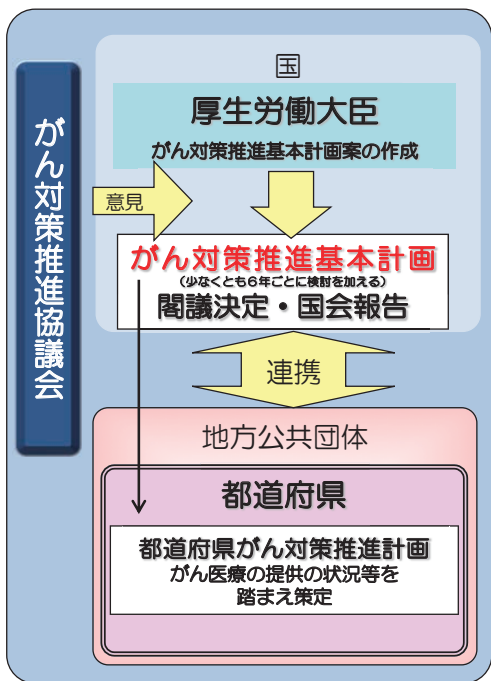 がん対策推進協議会
国
厚生労働大臣
がん対策推進基本計画案の作成
意見
がん対策推進基本計画
(少なくとも6年ごとに検討を加える)
閣議決定・国会報告
連携
地方公共団体
都道府県
都道府県がん対策推進計画
がん医療の提供の状況等を
踏まえ策定